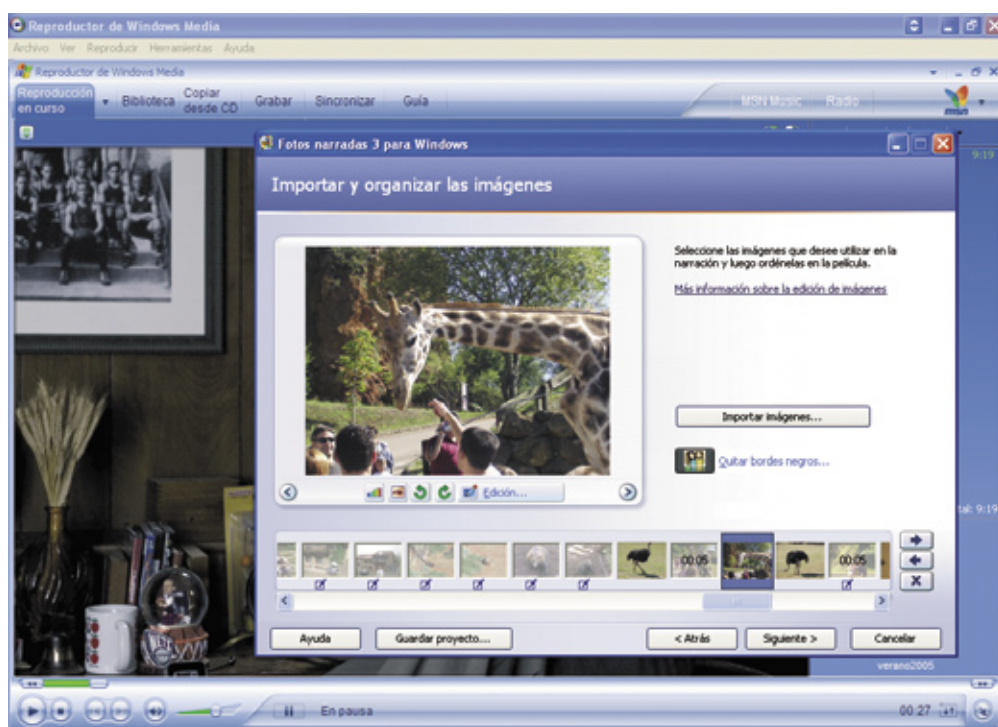 Reproductor de Windows Media
Archivo Ver Reproducir Herramientas Ayuda
Reproductor de Windows Media
Reproducción en curso
Biblioteca
Copiar desde CD
Grabar
Sincronizar
Guía
MSN Music
Radio
msn
9:19
Fotos narradas 3 para Windows
Importar y organizar las imágenes
Seleccione las imágenes que desee utilizar en la
narración y luego ordénelas en la película.
Más información sobre la edición de imágenes
Importar imágenes...
Quitar bordes negros...
Edición...
00:05
00:05
tal: 9:19
Ayuda
Guardar proyecto...
< Atrás
Siguiente >
Cancelar
verano2005
En pausa
00:27